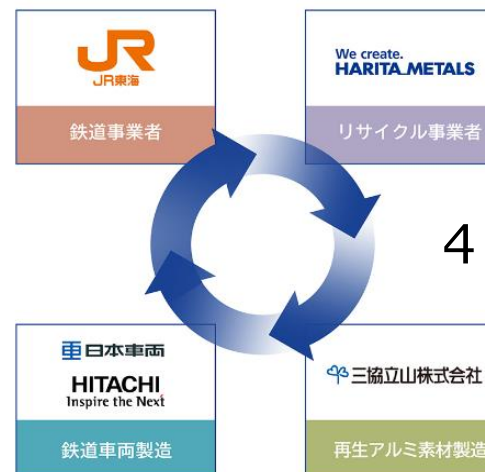 JR
JR東海
鉄道事業者
We create.
HARITA METALS
リサイクル事業者
4
日本車両
HITACHI
Inspire the Next
鉄道車両製造
三協立山株式会社
再生アルミ素材製造